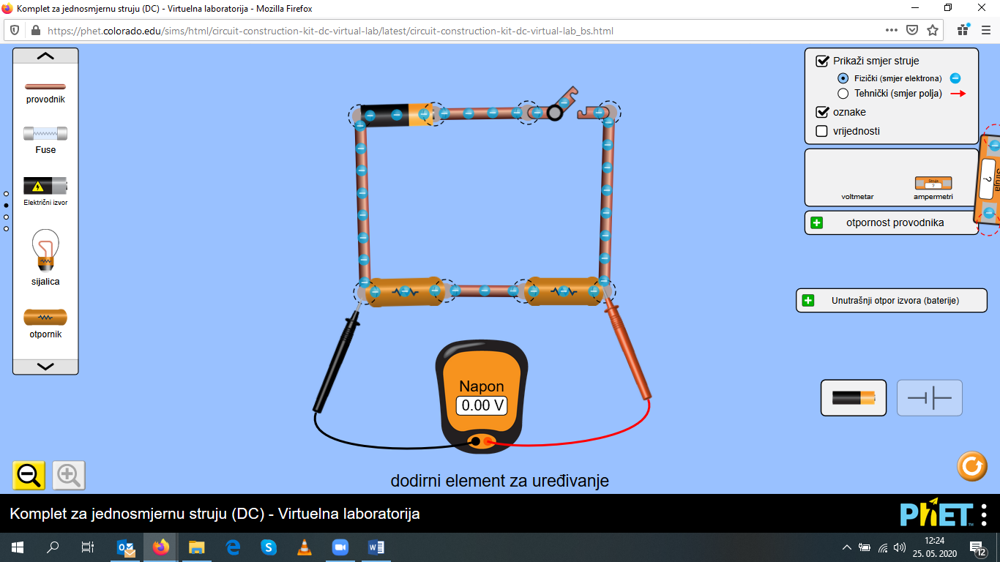 Komplet za jednosmjernu struju (DC) - Virtuelna laboratorija - Mozilla Firefox
https://phet.colorado.edu/sims/html/circuit-construction-kit-dc-virtual-lab/latest/circuit-construction-kit-dc-virtual-lab_bs.html
provodnik
Fuse
Električni izvor
sijalica
otpornik
Prikaži smjer struje
Fizički (smjer elektrona)
Tehnički (smjer polja)
oznake
vrijednosti
Struja
?
voltmetar
ampermetri
Struja
?
otpornost provodnika
Unutrašnji otpor izvora (baterije)
Napon
0.00 V
dodirni element za uređivanje
Komplet za jednosmjernu struju (DC) - Virtuelna laboratorija
PhET
12:24
25. 05. 2020
12